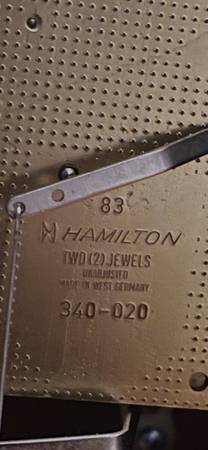 83
HAMILTON
TWO (2) JEWELS
UNADJUSTED
MADE IN WEST GERMANY
340-020